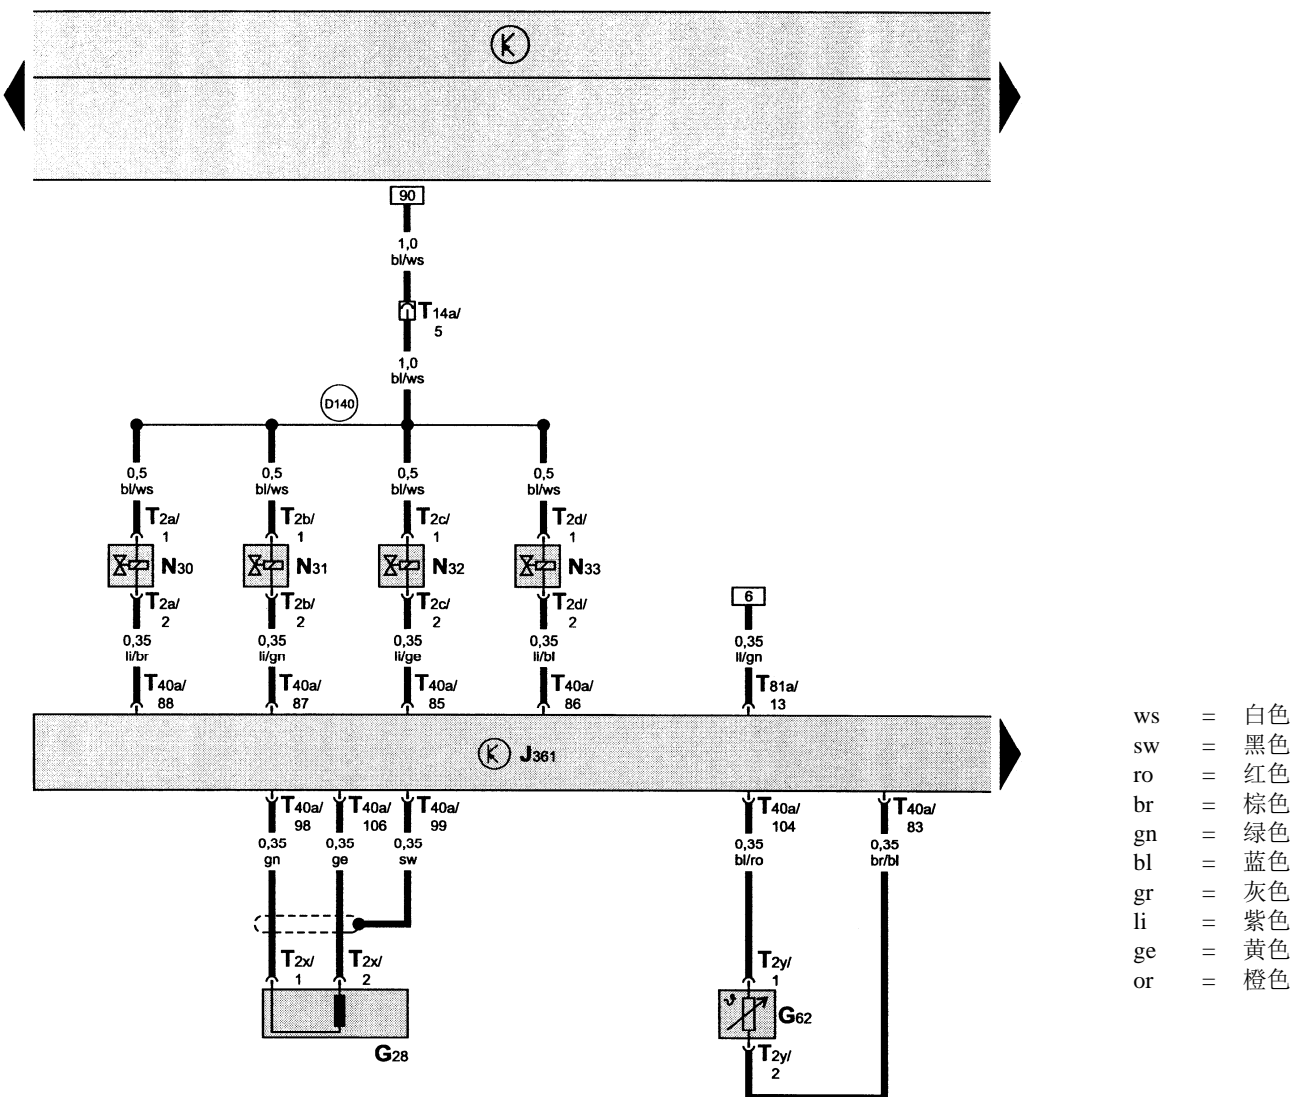 K
90
1,0
bl/ws
T14a/
5
1,0
bl/ws
D140
0,5 0,5 0,5 0,5
bl/ws bl/ws bl/ws bl/ws
T2a/ T2b/ T2c/ T2d/
1 1 1 1
N30 N31 N32 N33
T2a/ T2b/ T2c/ T2d/ 6
2 2 2 2
0,35 0,35 0,35 0,35 0,35
li/br li/gn li/ge li/bl li/gn
T40a/ T40a/ T40a/ T40a/ T81a/
88 87 85 86 13
K J361
T40a/ T40a/ T40a/ T40a/ T40a/
98 106 99 104 83
0,35 0,35 0,35 0,35 0,35
gn ge sw bl/ro br/bl
T2x/ T2x/ T2y/
1 2 1
ϑ
G62
G28
T2y/
2
ws = 白色
sw = 黑色
ro = 红色
br = 棕色
gn = 绿色
bl = 蓝色
gr = 灰色
li = 紫色
ge = 黄色
or = 橙色